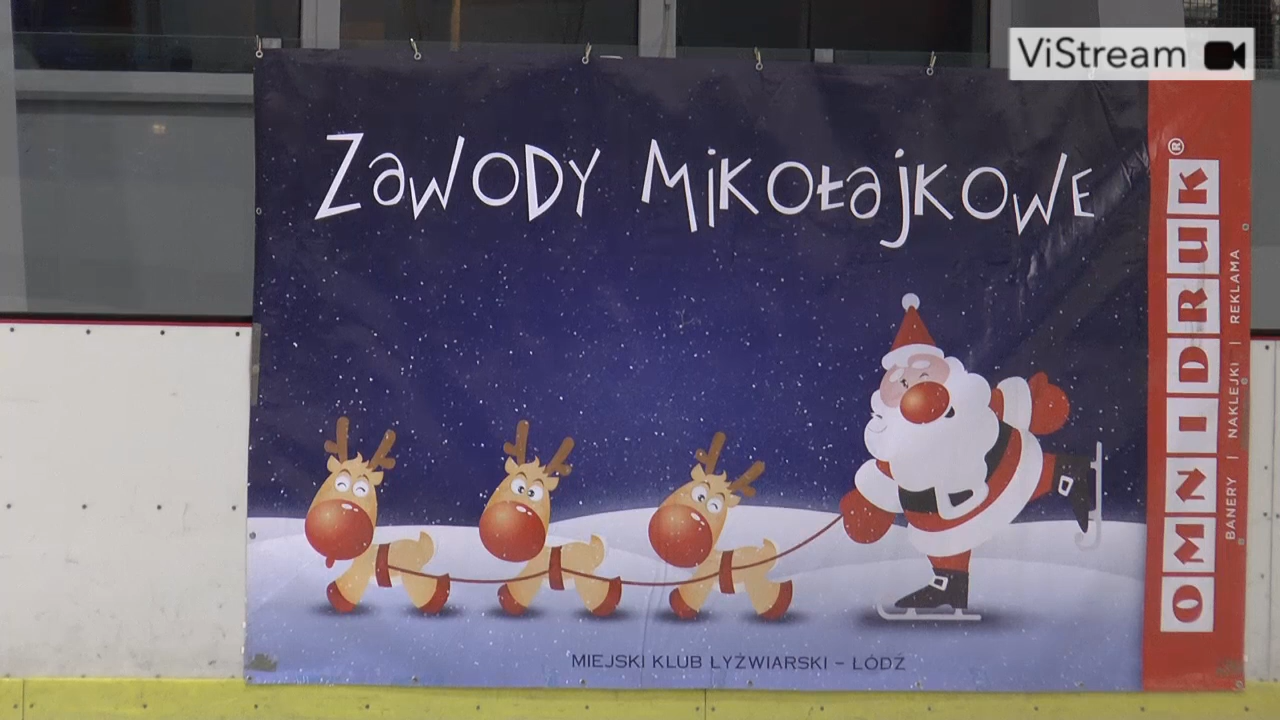 ViStream
Zawody Mikołajkowe
MIEJSKI KLUB ŁYŻWIARSKI – ŁÓDŹ
OMNIDRUK®
BANERY | NAKLEJKI | REKLAMA